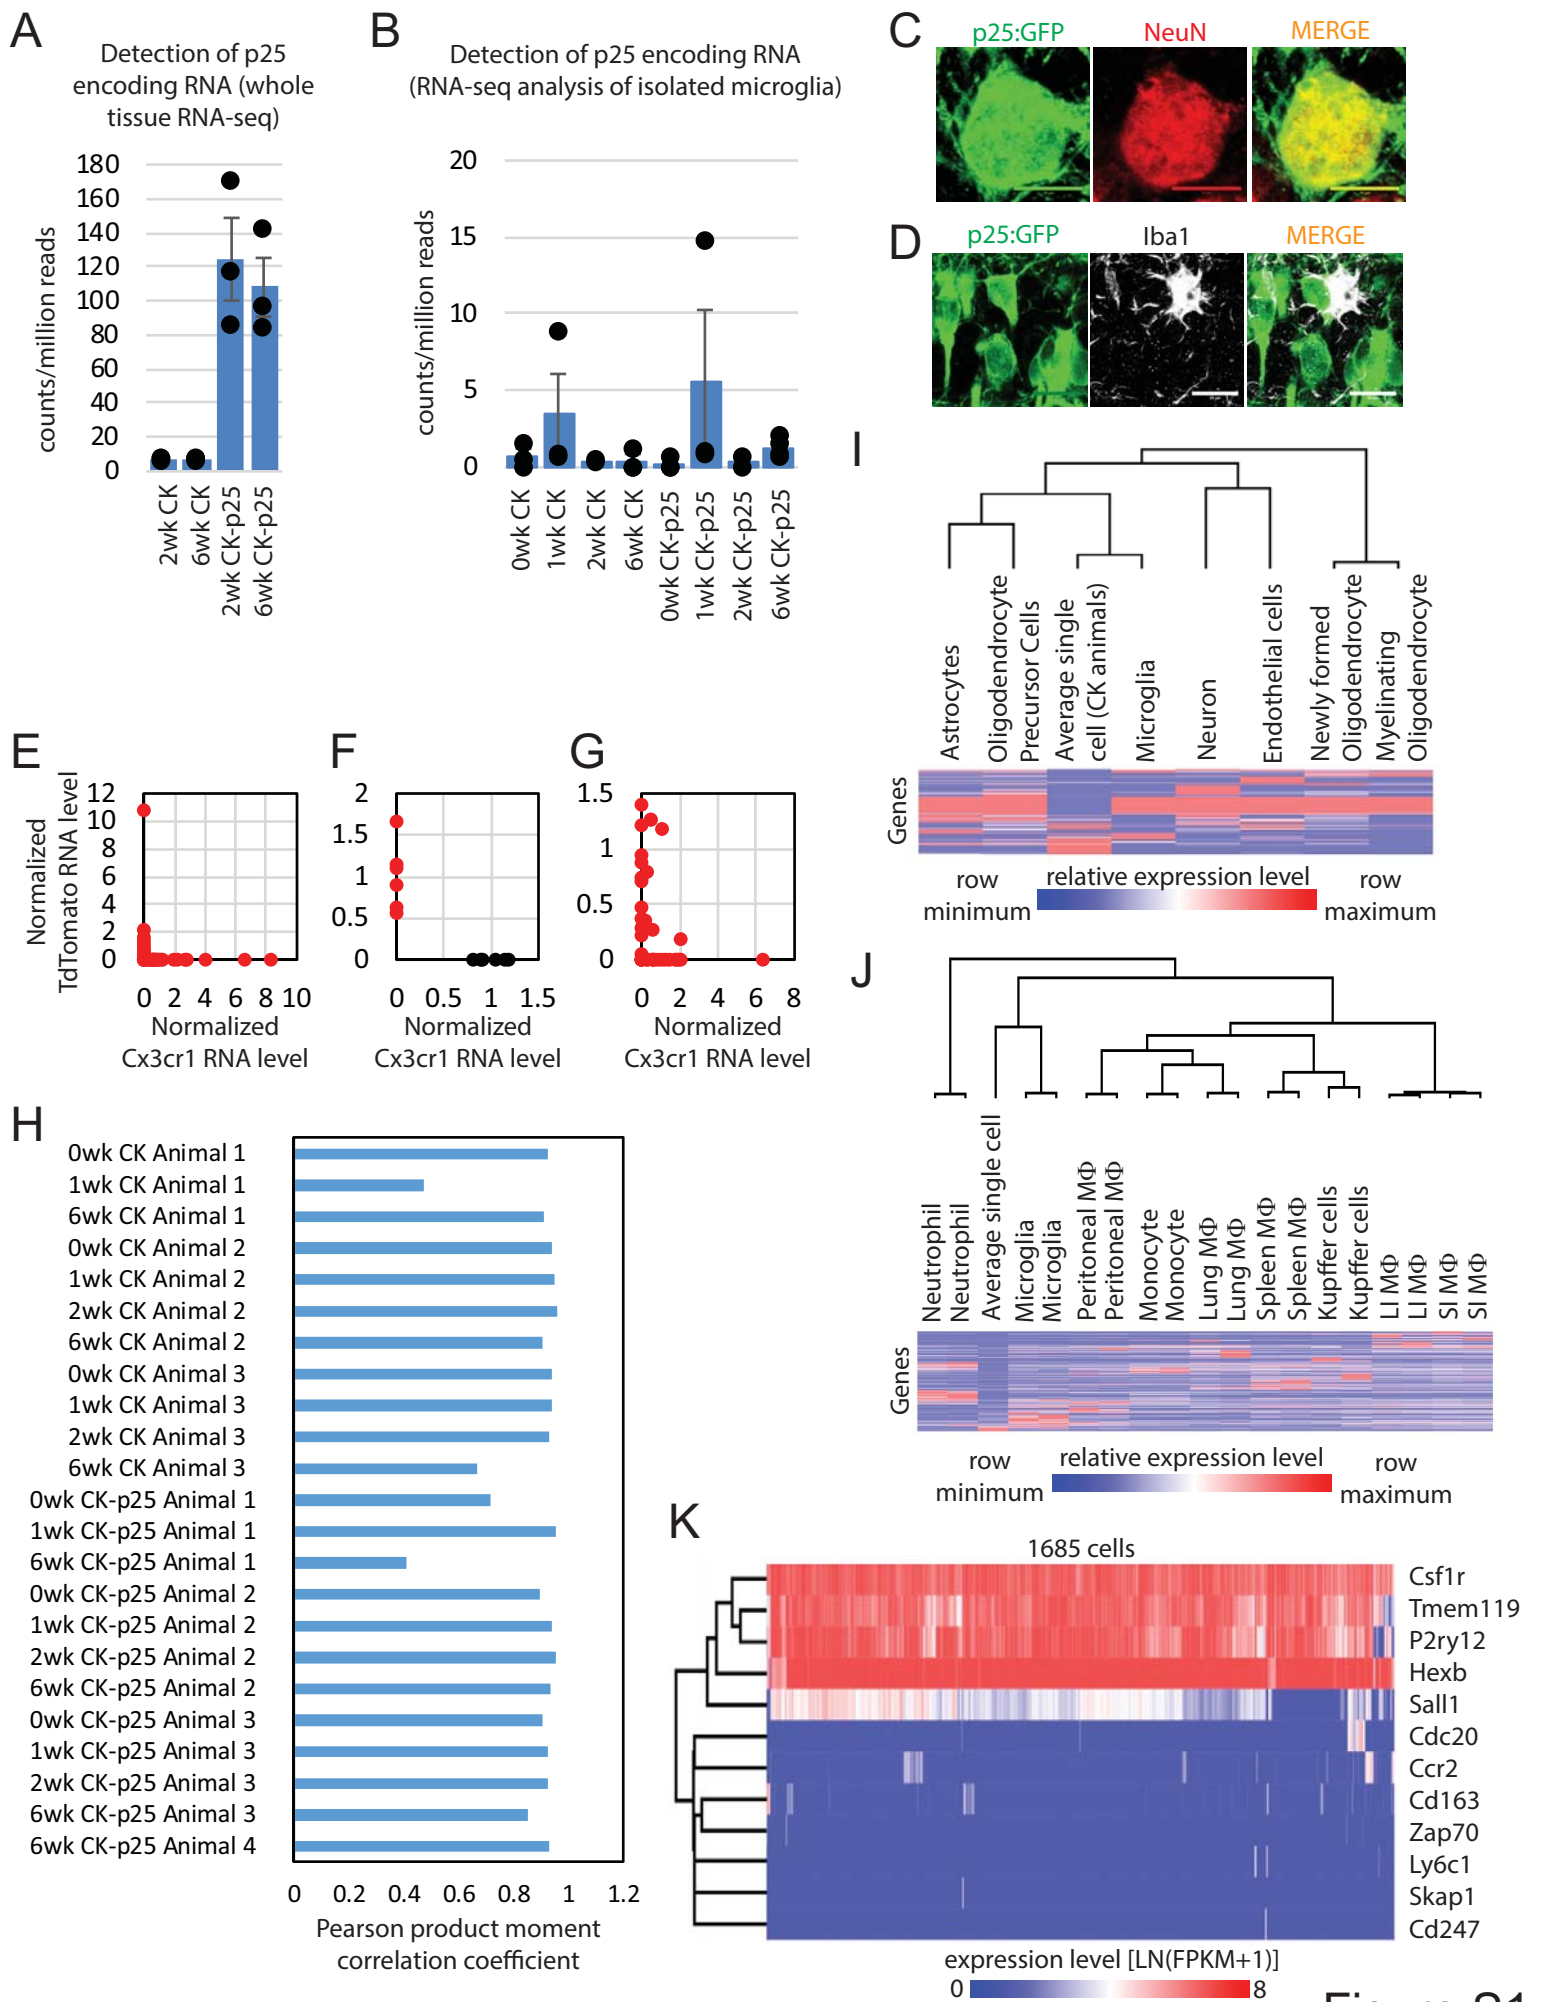 A
Detection of p25
encoding RNA (whole
tissue RNA-seq)
counts/million reads
180
160
140
120
100
80
60
40
20
0
2wk CK
6wk CK
2wk CK-p25
6wk CK-p25
B
Detection of p25 encoding RNA
(RNA-seq analysis of isolated microglia)
counts/million reads
20
15
10
5
0
0wk CK
1wk CK
2wk CK
6wk CK
0wk CK-p25
1wk CK-p25
2wk CK-p25
6wk CK-p25
C
p25:GFP
NeuN
MERGE
D
p25:GFP
Iba1
MERGE
E
Normalized
TdTomato RNA level
12
10
8
6
4
2
0
0 2 4 6 8 10
Normalized
Cx3cr1 RNA level
F
2
1.5
1
0.5
0
0 0.5 1 1.5
Normalized
Cx3cr1 RNA level
G
1.5
1
0.5
0
0 2 4 6 8
Normalized
Cx3cr1 RNA level
H
0wk CK Animal 1
1wk CK Animal 1
6wk CK Animal 1
0wk CK Animal 2
1wk CK Animal 2
2wk CK Animal 2
6wk CK Animal 2
0wk CK Animal 3
1wk CK Animal 3
2wk CK Animal 3
6wk CK Animal 3
0wk CK-p25 Animal 1
1wk CK-p25 Animal 1
6wk CK-p25 Animal 1
0wk CK-p25 Animal 2
1wk CK-p25 Animal 2
2wk CK-p25 Animal 2
6wk CK-p25 Animal 2
0wk CK-p25 Animal 3
1wk CK-p25 Animal 3
2wk CK-p25 Animal 3
6wk CK-p25 Animal 3
6wk CK-p25 Animal 4
0 0.2 0.4 0.6 0.8 1 1.2
Pearson product moment
correlation coefficient
I
Astrocytes
Oligodendrocyte
Precursor Cells
Average single
cell (CK animals)
Microglia
Neuron
Endothelial cells
Newly formed
Oligodendrocyte
Myelinating
Oligodendrocyte
Genes
row
minimum
relative expression level
row
maximum
J
Neutrophil
Neutrophil
Average single cell
Microglia
Microglia
Peritoneal MΦ
Peritoneal MΦ
Monocyte
Monocyte
Lung MΦ
Lung MΦ
Spleen MΦ
Spleen MΦ
Kupffer cells
Kupffer cells
LI MΦ
LI MΦ
SI MΦ
SI MΦ
Genes
row
minimum
relative expression level
row
maximum
K
1685 cells
Csf1r
Tmem119
P2ry12
Hexb
Sall1
Cdc20
Ccr2
Cd163
Zap70
Ly6c1
Skap1
Cd247
expression level [LN(FPKM+1)]
0
8